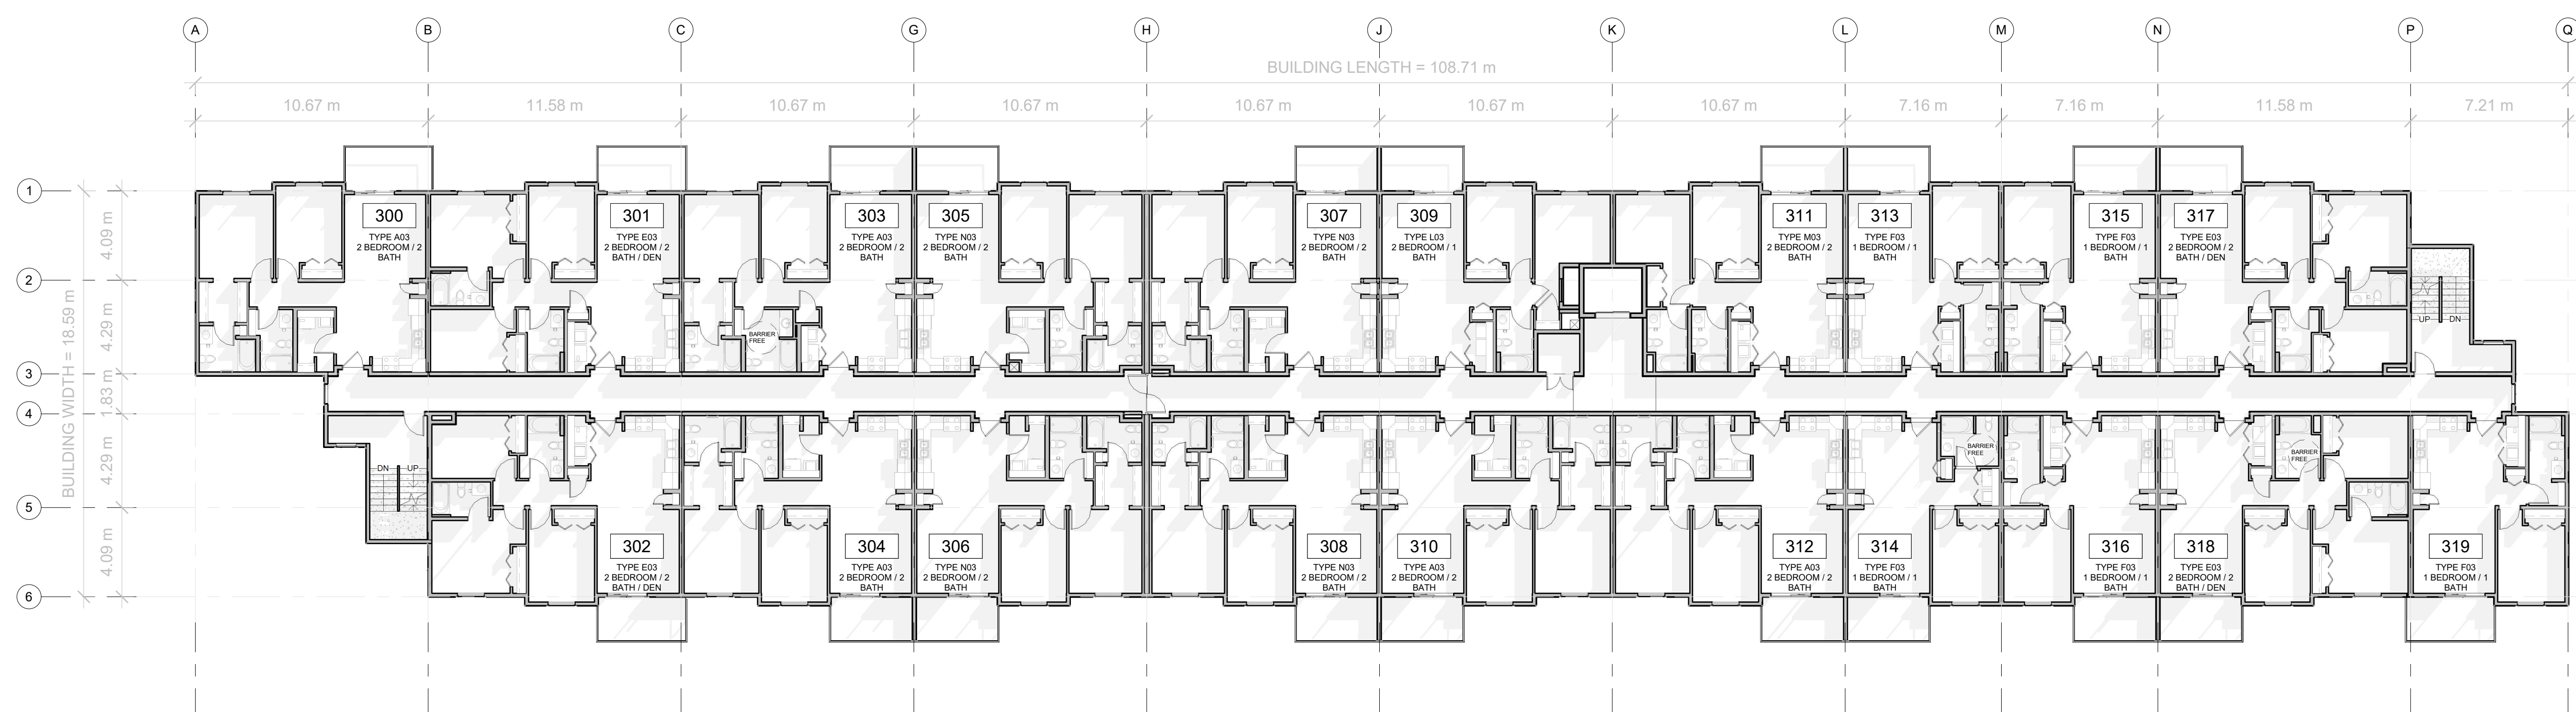 A B C G H J K L M N P Q
BUILDING LENGTH = 108.71 m
10.67 m 11.58 m 10.67 m 10.67 m 10.67 m 10.67 m 10.67 m 7.16 m 7.16 m 11.58 m 7.21 m
1
2
3
4
5
6
BUILDING WIDTH = 18.59 m
4.09 m
4.29 m
1.83 m
4.29 m
4.09 m
300
TYPE A03
2 BEDROOM / 2
BATH
301
TYPE E03
2 BEDROOM / 2
BATH / DEN
303
TYPE A03
2 BEDROOM / 2
BATH
305
TYPE N03
2 BEDROOM / 2
BATH
307
TYPE N03
2 BEDROOM / 2
BATH
309
TYPE L03
2 BEDROOM / 1
BATH
311
TYPE M03
2 BEDROOM / 2
BATH
313
TYPE F03
1 BEDROOM / 1
BATH
315
TYPE F03
1 BEDROOM / 1
BATH
317
TYPE E03
2 BEDROOM / 2
BATH / DEN
BARRIER
FREE
UP DN
DN UP
BARRIER
FREE
BARRIER
FREE
302
TYPE E03
2 BEDROOM / 2
BATH / DEN
304
TYPE A03
2 BEDROOM / 2
BATH
306
TYPE N03
2 BEDROOM / 2
BATH
308
TYPE N03
2 BEDROOM / 2
BATH
310
TYPE A03
2 BEDROOM / 2
BATH
312
TYPE A03
2 BEDROOM / 2
BATH
314
TYPE F03
1 BEDROOM / 1
BATH
316
TYPE F03
1 BEDROOM / 1
BATH
318
TYPE E03
2 BEDROOM / 2
BATH / DEN
319
TYPE F03
1 BEDROOM / 1
BATH